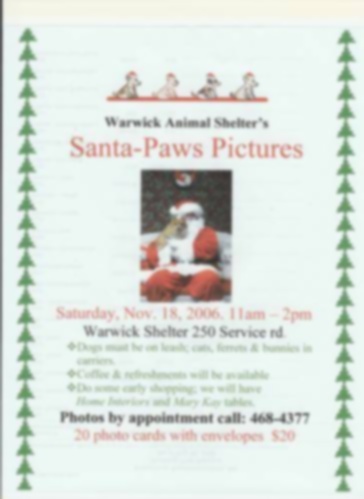 Warwick Animal Shelter's
Santa-Paws Pictures
Saturday, Nov. 18, 2006. 11am – 2pm
Warwick Shelter 250 Service rd.
❖Dogs must be on leash; cats, ferrets & bunnies in
carriers.
❖Coffee & refreshments will be available
❖Do some early shopping; we will have
Home Interiors and Mary Kay tables.
Photos by appointment call: 468-4377
20 photo cards with envelopes $20